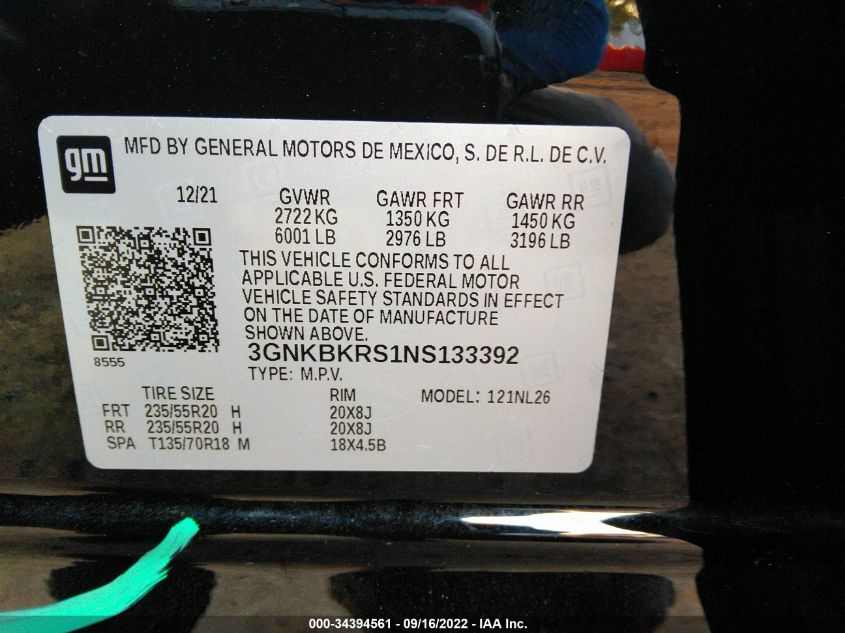 gm
MFD BY GENERAL MOTORS DE MEXICO, S. DE R.L. DE C.V.
12/21 GVWR GAWR FRT GAWR RR
2722 KG 1350 KG 1450 KG
6001 LB 2976 LB 3196 LB
THIS VEHICLE CONFORMS TO ALL
APPLICABLE U.S. FEDERAL MOTOR
VEHICLE SAFETY STANDARDS IN EFFECT
ON THE DATE OF MANUFACTURE
SHOWN ABOVE.
8555
3GNKBKRS1NS133392
TYPE: M.P.V.
TIRE SIZE RIM MODEL: 121NL26
FRT 235/55R20 H 20X8J
RR 235/55R20 H 20X8J
SPA T135/70R18 M 18X4.5B
000-34394561 - 09/16/2022 - IAA Inc.